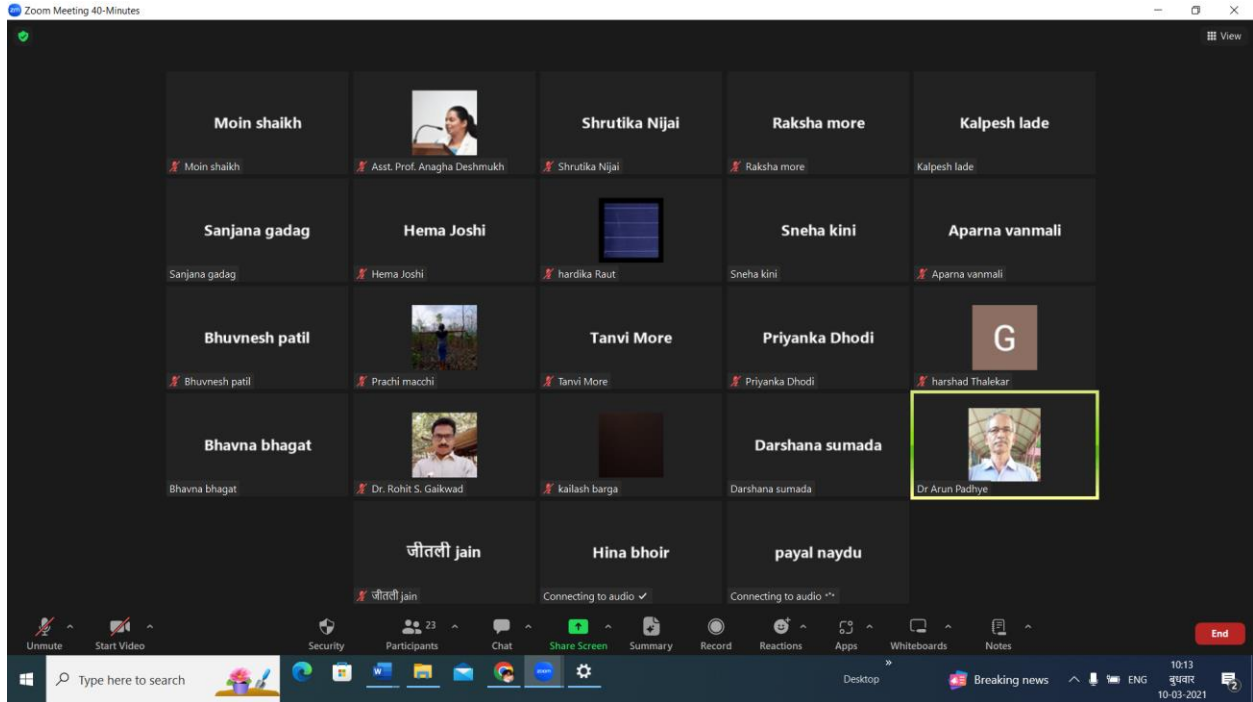 Zoom Meeting 40-Minutes
View
Moin shaikh
Shrutika Nijai
Raksha more
Kalpesh lade
Moin shaikh
Asst. Prof. Anagha Deshmukh
Shrutika Nijai
Raksha more
Kalpesh lade
Sanjana gadag
Hema Joshi
Sneha kini
Aparna vanmali
Sanjana gadag
Hema Joshi
hardika Raut
Sneha kini
Aparna vanmali
Bhuvnesh patil
Tanvi More
Priyanka Dhodi
G
Bhuvnesh patil
Prachi macchi
Tanvi More
Priyanka Dhodi
harshad Thalekar
Bhavna bhagat
Darshana sumada
Bhavna bhagat
Dr. Rohit S. Gaikwad
kailash barga
Darshana sumada
Dr Arun Padhye
जीतली jain
Hina bhoir
payal naydu
जीतली jain
Connecting to audio
Connecting to audio
23
Unmute
Start Video
Security
Participants
Chat
Share Screen
Summary
Record
Reactions
Apps
Whiteboards
Notes
End
Type here to search
Desktop
Breaking news
ENG
10:13
बुधवार
10-03-2021
2